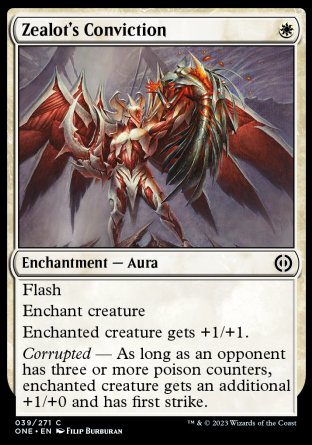 Zealot's Conviction
Enchantment — Aura
Flash
Enchant creature
Enchanted creature gets +1/+1.
Corrupted — As long as an opponent
has three or more poison counters,
enchanted creature gets an additional
+1/+0 and has first strike.
039/271 C
ONE • EN Filip Burburan
™ & © 2023 Wizards of the Coast